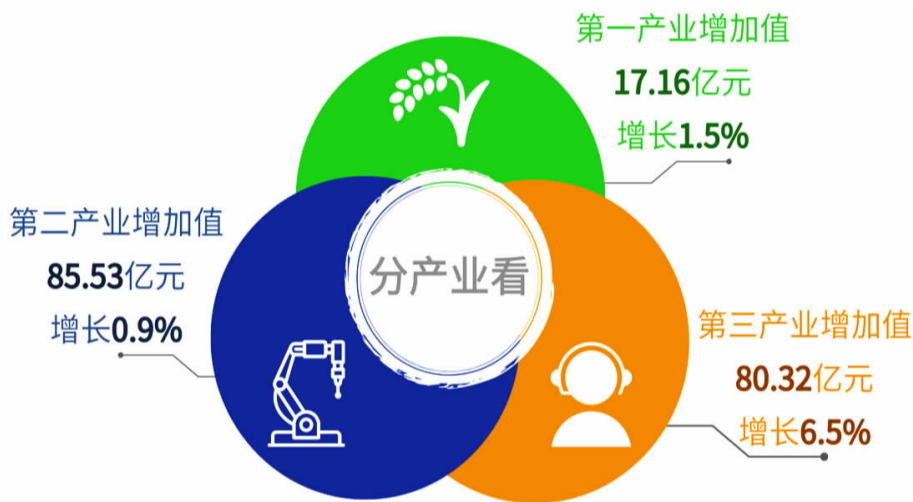 第一产业增加值
17.16亿元
增长1.5%
第二产业增加值
85.53亿元
增长0.9%
分产业看
第三产业增加值
80.32亿元
增长6.5%